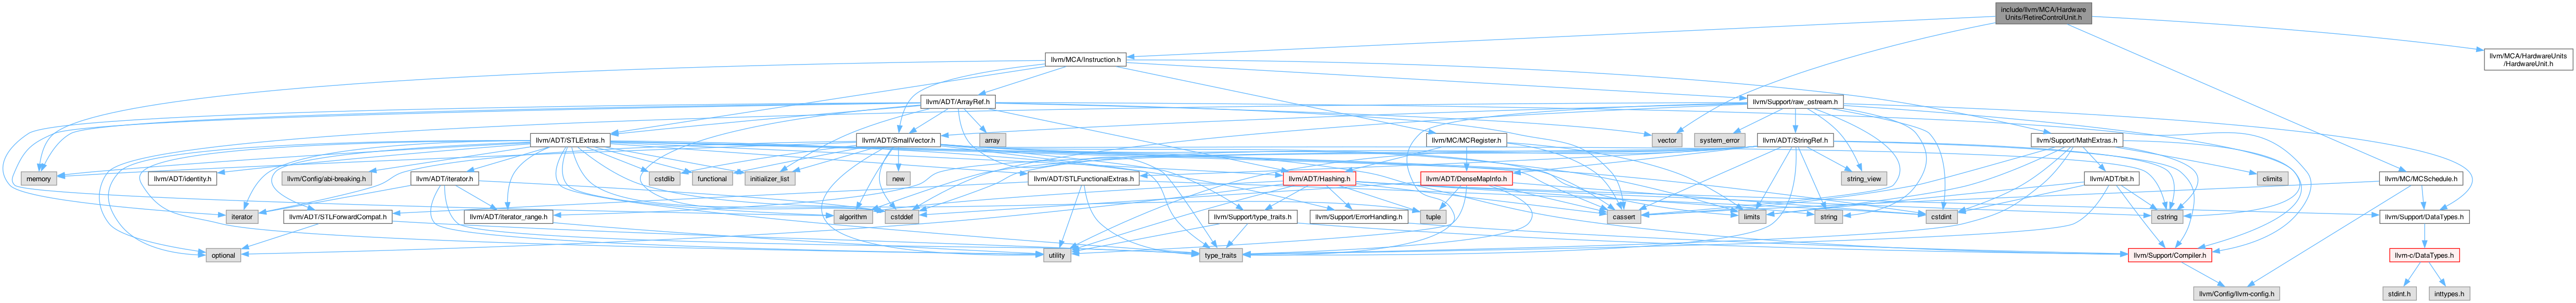 include/llvm/MCA/Hardware
Units/RetireControlUnit.h
llvm/MCA/Instruction.h
llvm/MCA/HardwareUnits
/HardwareUnit.h
llvm/ADT/ArrayRef.h
llvm/Support/raw_ostream.h
llvm/ADT/STLExtras.h
llvm/ADT/SmallVector.h
array
llvm/MC/MCRegister.h
vector
system_error
llvm/ADT/StringRef.h
llvm/Support/MathExtras.h
memory
llvm/ADT/identity.h
llvm/Config/abi-breaking.h
llvm/ADT/iterator.h
cstdlib
functional
initializer_list
new
llvm/ADT/STLFunctionalExtras.h
llvm/ADT/Hashing.h
llvm/ADT/DenseMapInfo.h
string_view
llvm/ADT/bit.h
climits
llvm/MC/MCSchedule.h
iterator
llvm/ADT/STLForwardCompat.h
llvm/ADT/iterator_range.h
algorithm
cstddef
llvm/Support/type_traits.h
llvm/Support/ErrorHandling.h
tuple
cassert
limits
string
cstdint
cstring
llvm/Support/DataTypes.h
optional
utility
type_traits
llvm/Support/Compiler.h
llvm-c/DataTypes.h
llvm/Config/llvm-config.h
stdint.h
inttypes.h